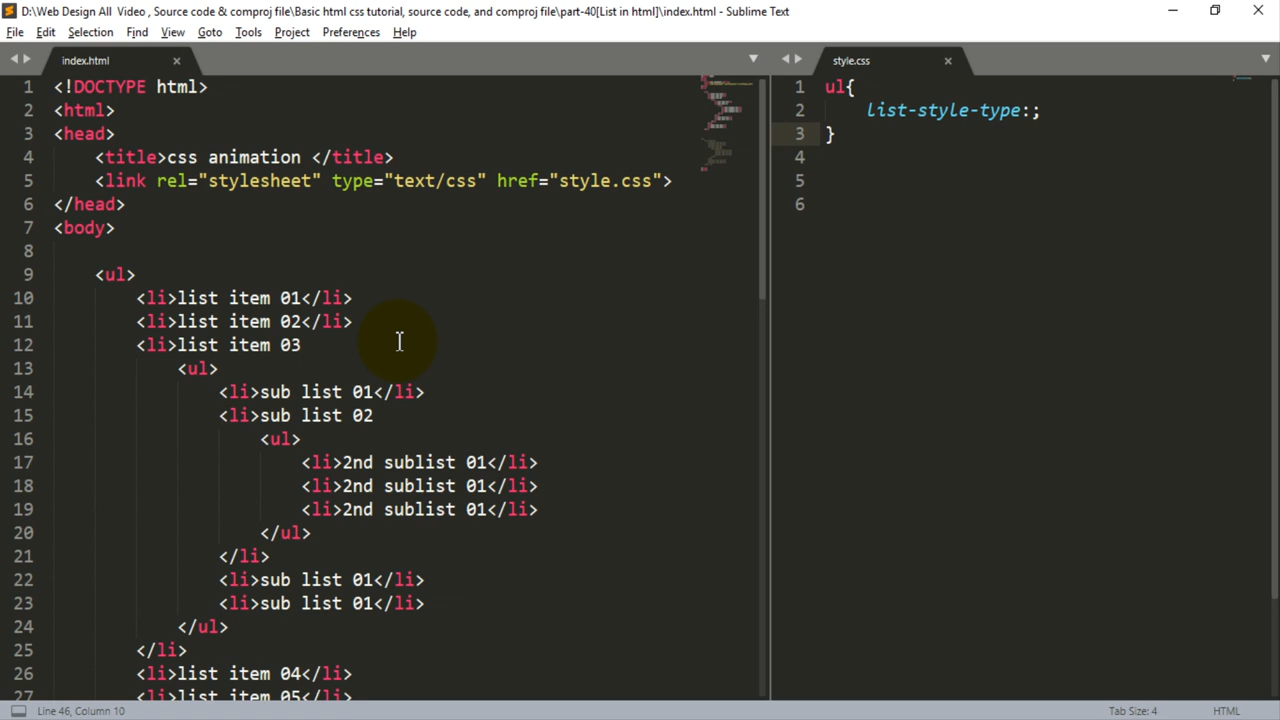 D:\Web Design All  Video , Source code & comproj file\Basic html css tutorial, source code, and comproj file\part-40[List in html]\index.html - Sublime Text
File Edit Selection Find View Goto Tools Project Preferences Help
index.html
style.css
1 <!DOCTYPE html>
2 <html>
3 <head>
4     <title>css animation </title>
5     <link rel="stylesheet" type="text/css" href="style.css">
6 </head>
7 <body>
8
9     <ul>
10         <li>list item 01</li>
11         <li>list item 02</li>
12         <li>list item 03
13             <ul>
14                 <li>sub list 01</li>
15                 <li>sub list 02
16                     <ul>
17                         <li>2nd sublist 01</li>
18                         <li>2nd sublist 01</li>
19                         <li>2nd sublist 01</li>
20                     </ul>
21                 </li>
22                 <li>sub list 01</li>
23                 <li>sub list 01</li>
24             </ul>
25         </li>
26         <li>list item 04</li>
27         <li>list item 05</li>
1 ul{
2     list-style-type:;
3 }
4
5
6
Line 46, Column 10
Tab Size: 4
HTML